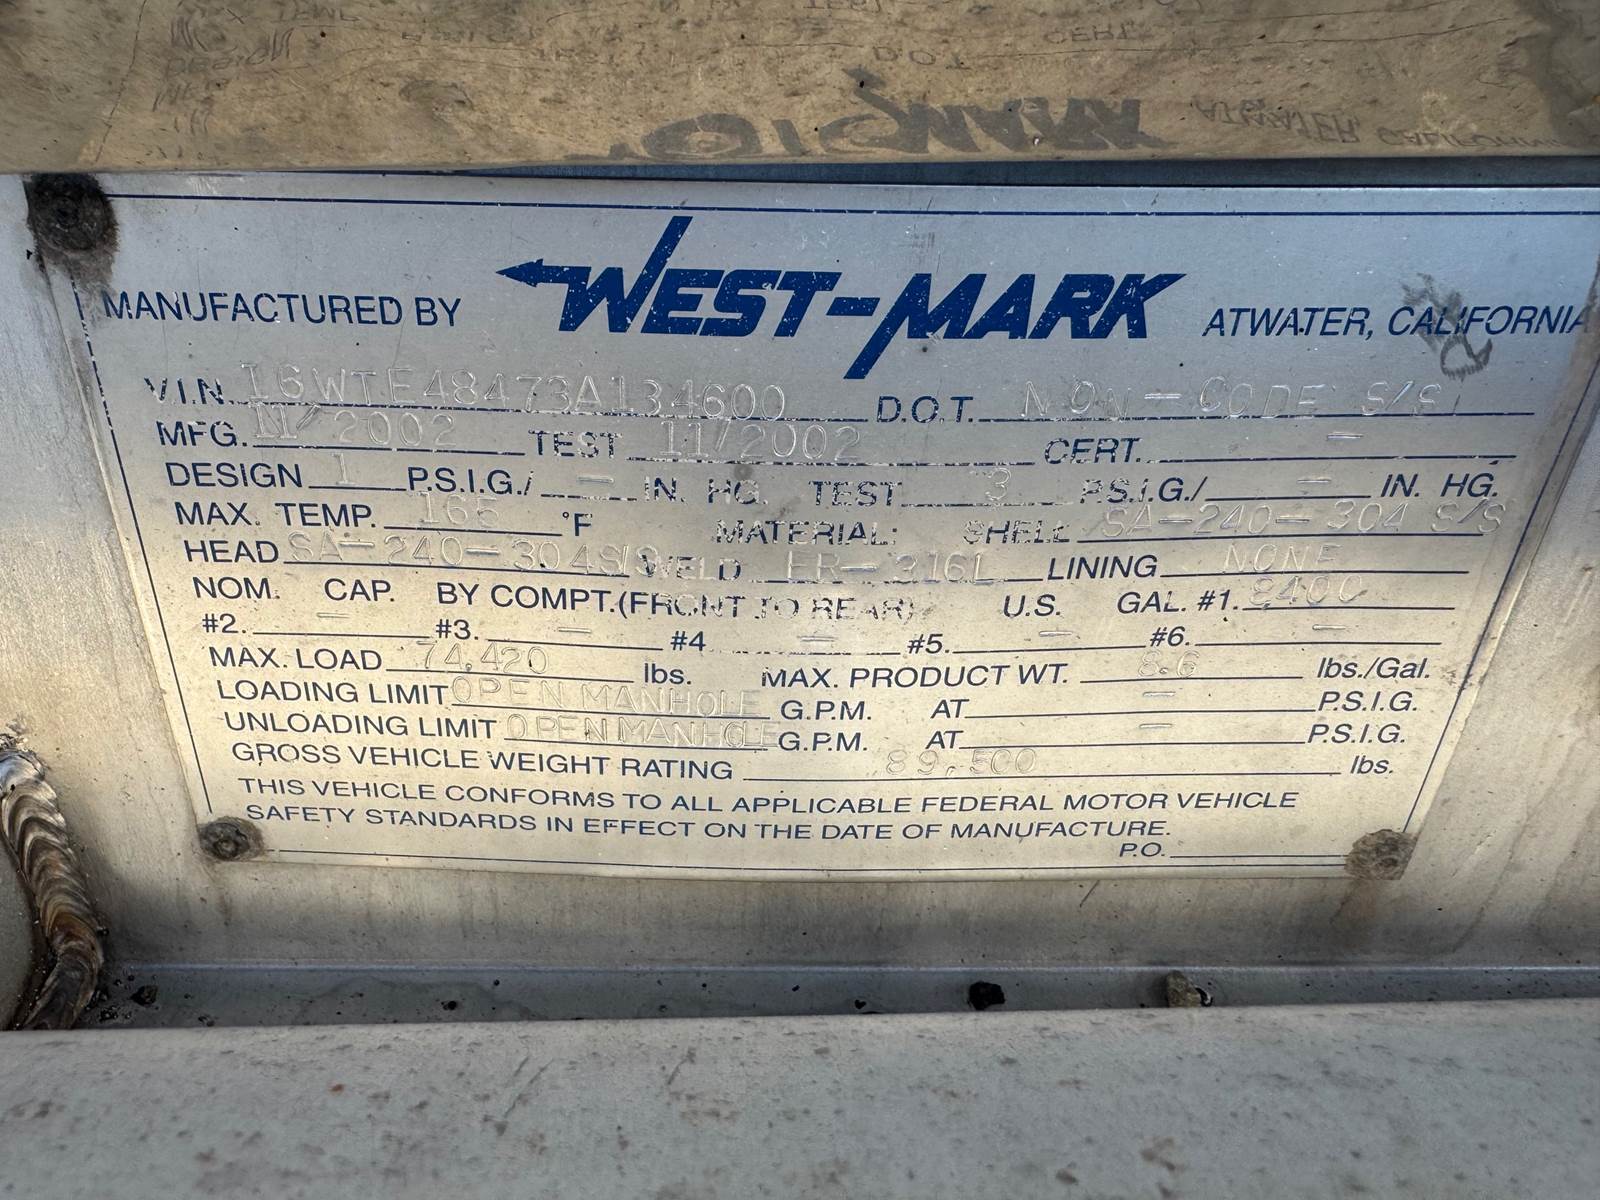 MANUFACTURED BY WEST-MARK ATWATER, CALIFORNIA
V.I.N. 16WTE48473A134600 D.O.T. NON-CODE S/S
MFG. 11/2002 TEST 11/2002 CERT. -
DESIGN 1 P.S.I.G./ - IN. HG. TEST 3 P.S.I.G./ - IN. HG.
MAX. TEMP. 165 °F MATERIAL: SHELL SA-240-304 S/S
HEAD SA-240-304S/S WELD ER-316L LINING NONE
NOM. CAP. BY COMPT.(FRONT TO REAR) U.S. GAL. #1. 8400
#2. - #3. - #4 - #5. - #6. -
MAX. LOAD 74,420 lbs. MAX. PRODUCT WT. 8.6 lbs./Gal.
LOADING LIMIT OPEN MANHOLE G.P.M. AT - P.S.I.G.
UNLOADING LIMIT OPEN MANHOLE G.P.M. AT - P.S.I.G.
GROSS VEHICLE WEIGHT RATING 89,500 lbs.
THIS VEHICLE CONFORMS TO ALL APPLICABLE FEDERAL MOTOR VEHICLE
SAFETY STANDARDS IN EFFECT ON THE DATE OF MANUFACTURE.
P.O.